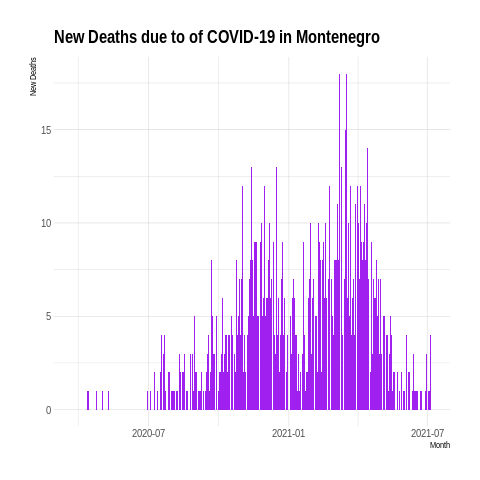 New Deaths due to of COVID-19 in Montenegro
New Deaths
15
10
5
0
2020-07 2021-01 2021-07
Month